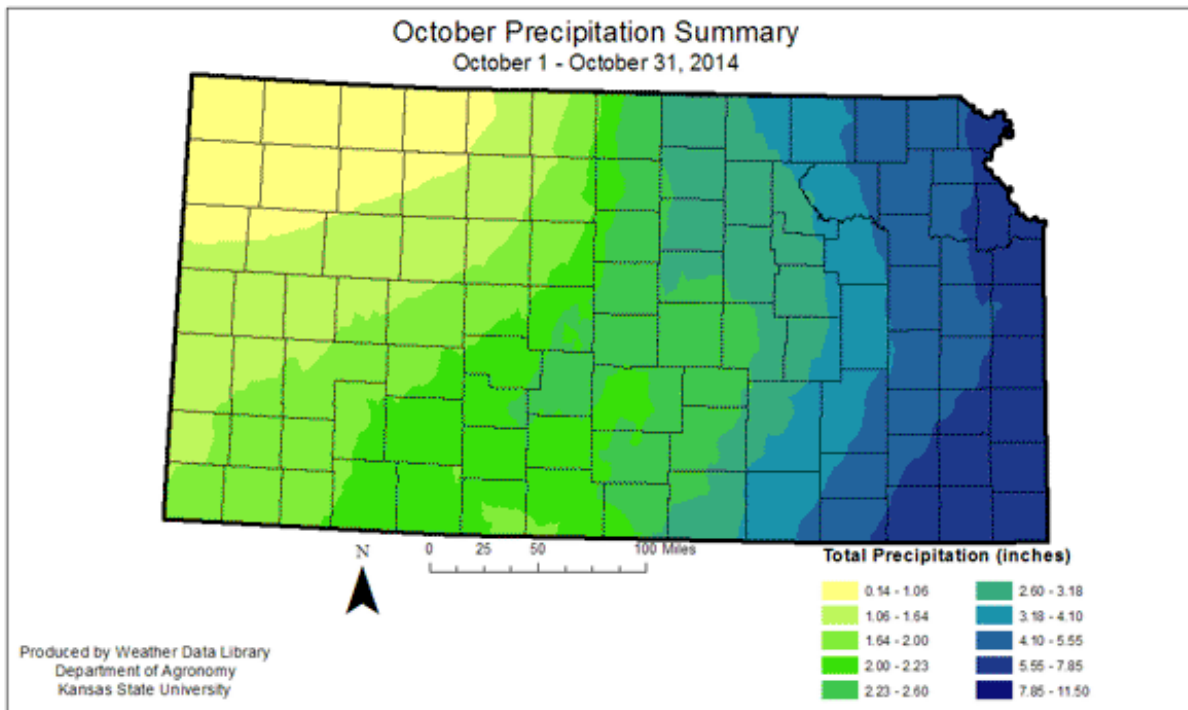 October Precipitation Summary
October 1 - October 31, 2014
N
0 25 50 100 Miles
Total Precipitation (inches)
0.14 - 1.06
1.06 - 1.64
1.64 - 2.00
2.00 - 2.23
2.23 - 2.60
2.60 - 3.18
3.18 - 4.10
4.10 - 5.55
5.55 - 7.85
7.85 - 11.50
Produced by Weather Data Library
Department of Agronomy
Kansas State University